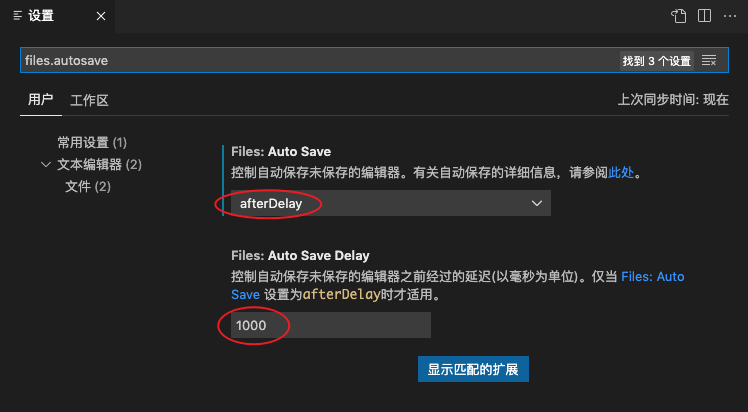 设置
files.autosave
找到 3 个设置
用户
工作区
上次同步时间: 现在
常用设置 (1)
文本编辑器 (2)
文件 (2)
Files: Auto Save
控制自动保存未保存的编辑器。有关自动保存的详细信息，请参阅此处。
afterDelay
Files: Auto Save Delay
控制自动保存未保存的编辑器之前经过的延迟(以毫秒为单位)。仅当 Files: Auto
Save 设置为afterDelay时才适用。
1000
显示匹配的扩展